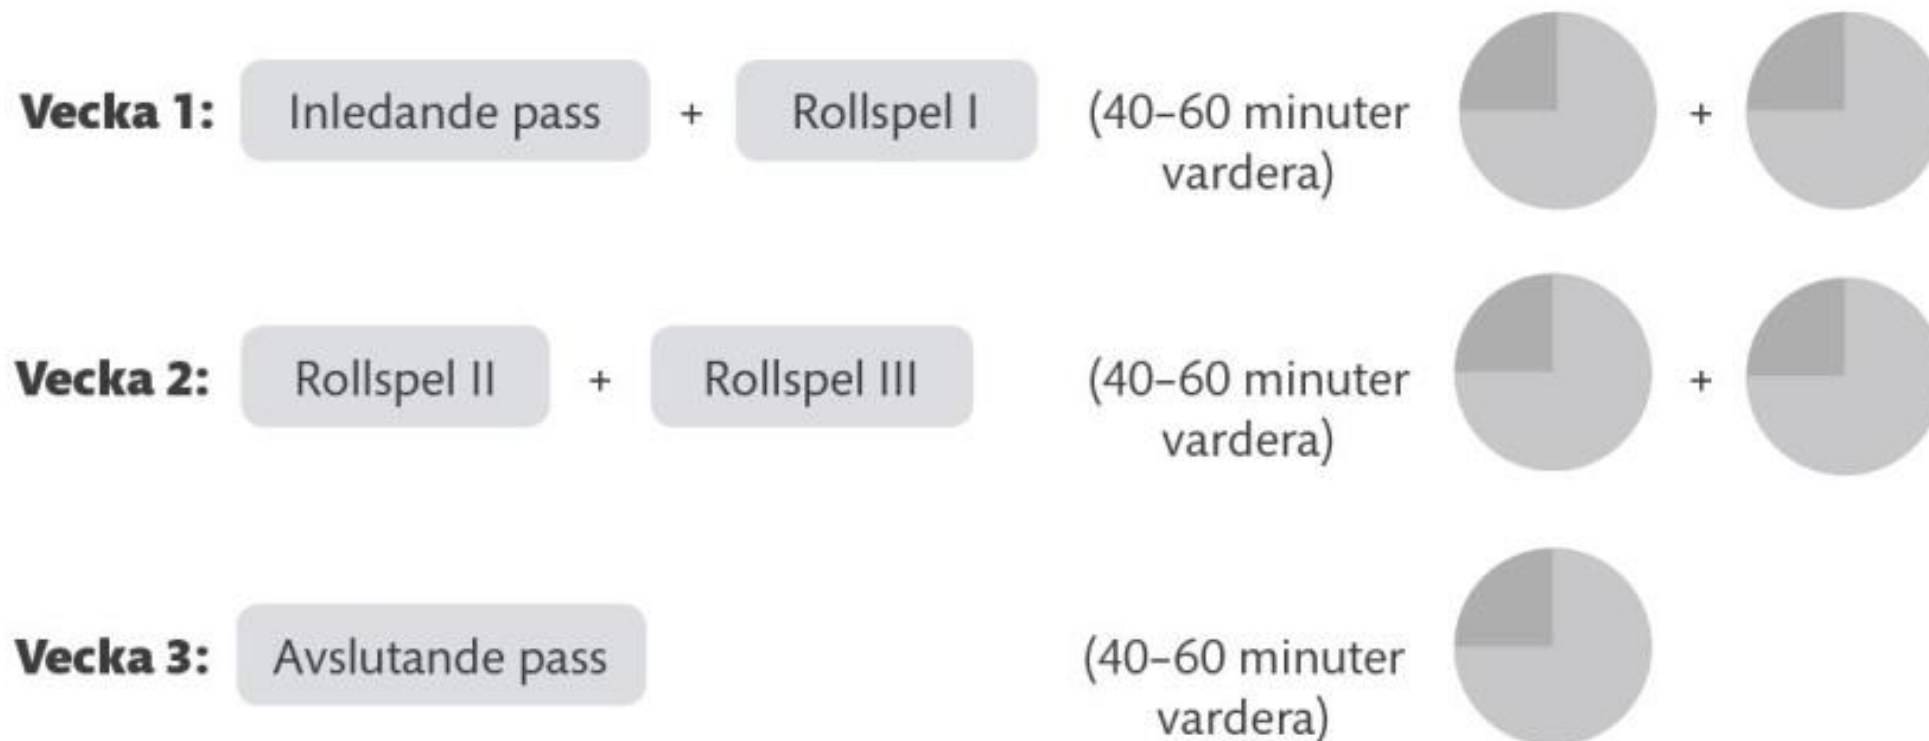 Vecka 1: Inledande pass + Rollspel I (40–60 minuter vardera) +
Vecka 2: Rollspel II + Rollspel III (40–60 minuter vardera) +
Vecka 3: Avslutande pass (40–60 minuter vardera)